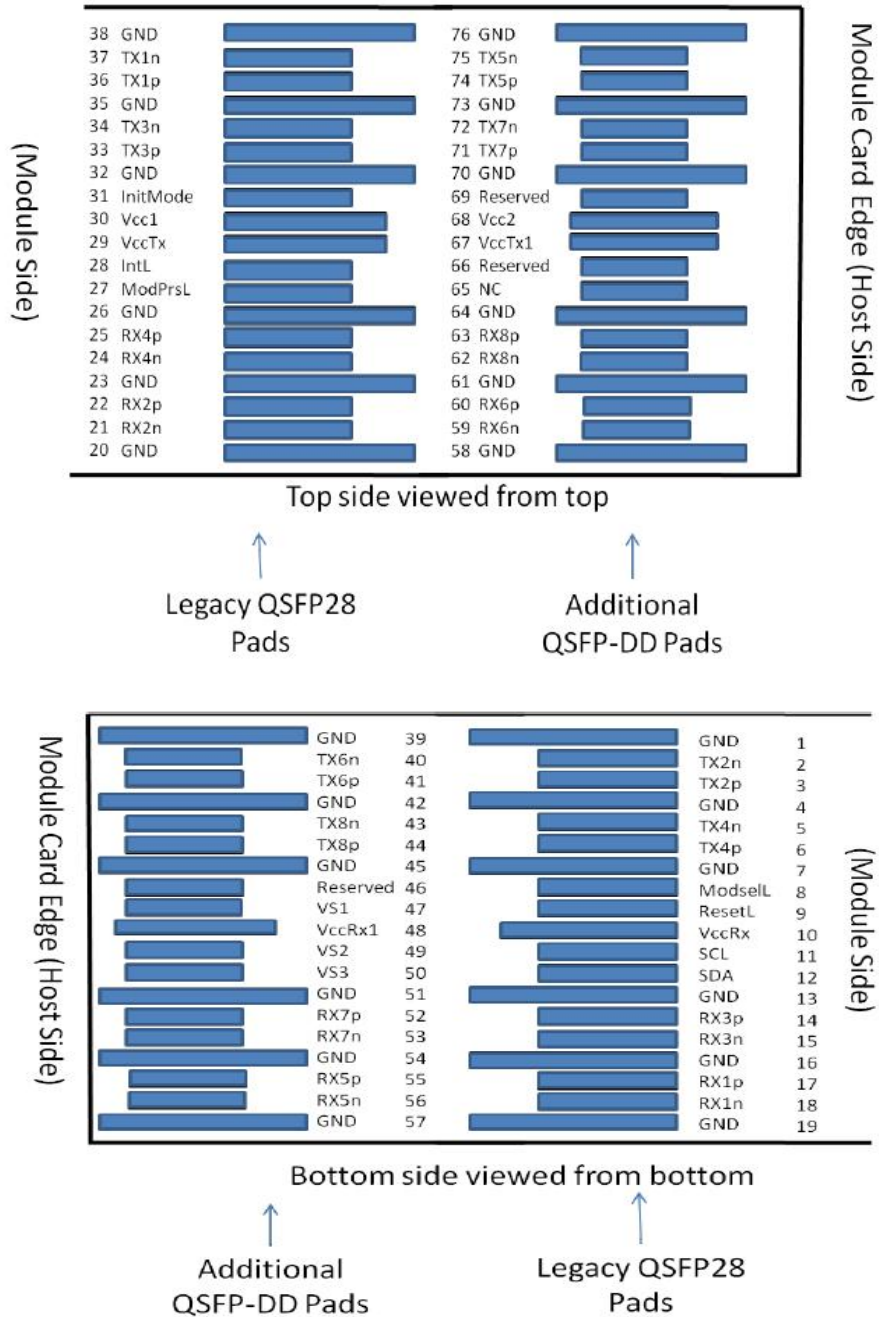 38 GND 76 GND
37 TX1n 75 TX5n
36 TX1p 74 TX5p
35 GND 73 GND
34 TX3n 72 TX7n
33 TX3p 71 TX7p
32 GND 70 GND
31 InitMode 69 Reserved
30 Vcc1 68 Vcc2
29 VccTx 67 VccTx1
28 IntL 66 Reserved
27 ModPrsL 65 NC
26 GND 64 GND
25 RX4p 63 RX8p
24 RX4n 62 RX8n
23 GND 61 GND
22 RX2p 60 RX6p
21 RX2n 59 RX6n
20 GND 58 GND
(Module Side)
Module Card Edge (Host Side)
Top side viewed from top
Legacy QSFP28
Pads
Additional
QSFP-DD Pads
Module Card Edge (Host Side)
GND 39 GND 1
TX6n 40 TX2n 2
TX6p 41 TX2p 3
GND 42 GND 4
TX8n 43 TX4n 5
TX8p 44 TX4p 6
GND 45 GND 7
Reserved 46 ModselL 8
VS1 47 ResetL 9
VccRx1 48 VccRx 10
VS2 49 SCL 11
VS3 50 SDA 12
GND 51 GND 13
RX7p 52 RX3p 14
RX7n 53 RX3n 15
GND 54 GND 16
RX5p 55 RX1p 17
RX5n 56 RX1n 18
GND 57 GND 19
(Module Side)
Bottom side viewed from bottom
Additional
QSFP-DD Pads
Legacy QSFP28
Pads